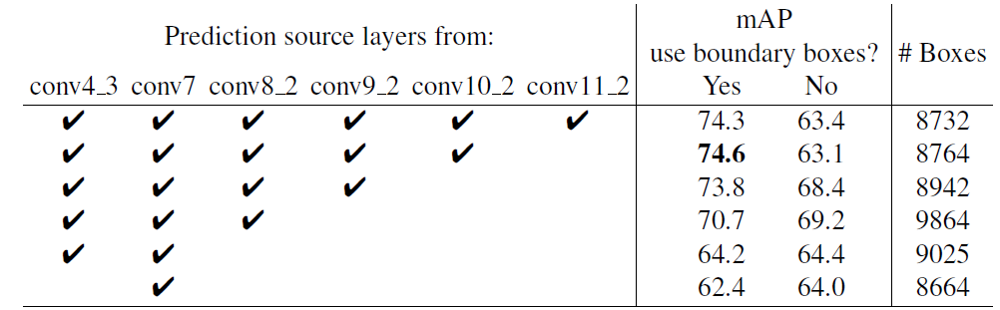 Prediction source layers from:
mAP
use boundary boxes?
# Boxes
conv4_3 conv7 conv8_2 conv9_2 conv10_2 conv11_2
Yes No
✔ ✔ ✔ ✔ ✔ ✔ 74.3 63.4 8732
✔ ✔ ✔ ✔ ✔ 74.6 63.1 8764
✔ ✔ ✔ ✔ 73.8 68.4 8942
✔ ✔ ✔ 70.7 69.2 9864
✔ ✔ 64.2 64.4 9025
✔ 62.4 64.0 8664